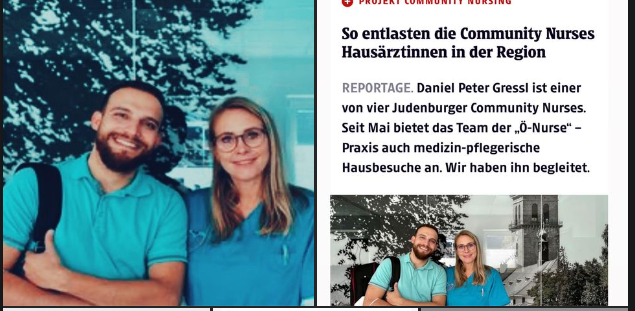 PROJEKT COMMUNITY NURSING
So entlasten die Community Nurses
Hausärztinnen in der Region
REPORTAGE. Daniel Peter Gressl ist einer
von vier Judenburger Community Nurses.
Seit Mai bietet das Team der „Ö-Nurse“ –
Praxis auch medizin-pflegerische
Hausbesuche an. Wir haben ihn begleitet.